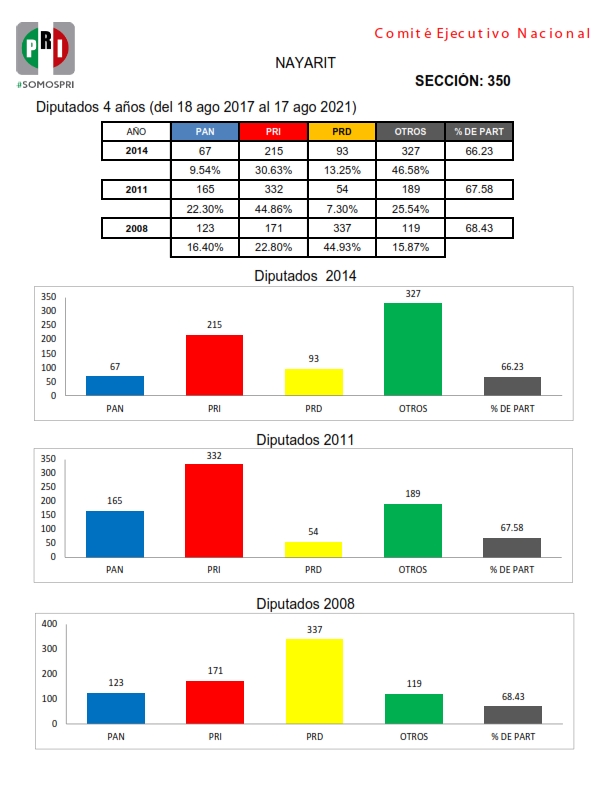 Comité Ejecutivo Nacional
PRI
#SOMOSPRI
NAYARIT
SECCIÓN: 350
Diputados 4 años (del 18 ago 2017 al 17 ago 2021)
AÑO PAN PRI PRD OTROS % DE PART
2014 67 215 93 327 66.23
9.54% 30.63% 13.25% 46.58%
2011 165 332 54 189 67.58
22.30% 44.86% 7.30% 25.54%
2008 123 171 337 119 68.43
16.40% 22.80% 44.93% 15.87%
Diputados 2014
350
300
250
200
150
100
50
0
67 215 93 327 66.23
PAN PRI PRD OTROS % DE PART
Diputados 2011
350
300
250
200
150
100
50
0
165 332 54 189 67.58
PAN PRI PRD OTROS % DE PART
Diputados 2008
400
300
200
100
0
123 171 337 119 68.43
PAN PRI PRD OTROS % DE PART